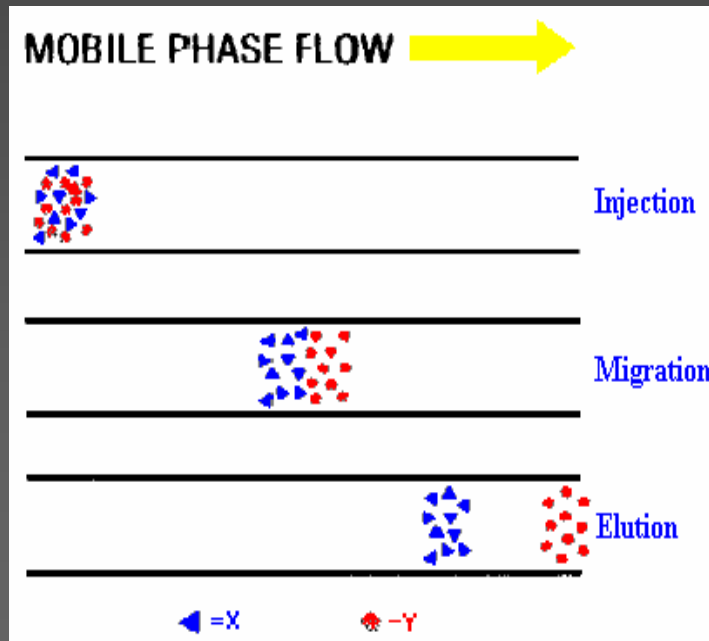 MOBILE PHASE FLOW
Injection
Migration
Elution
=X -Y